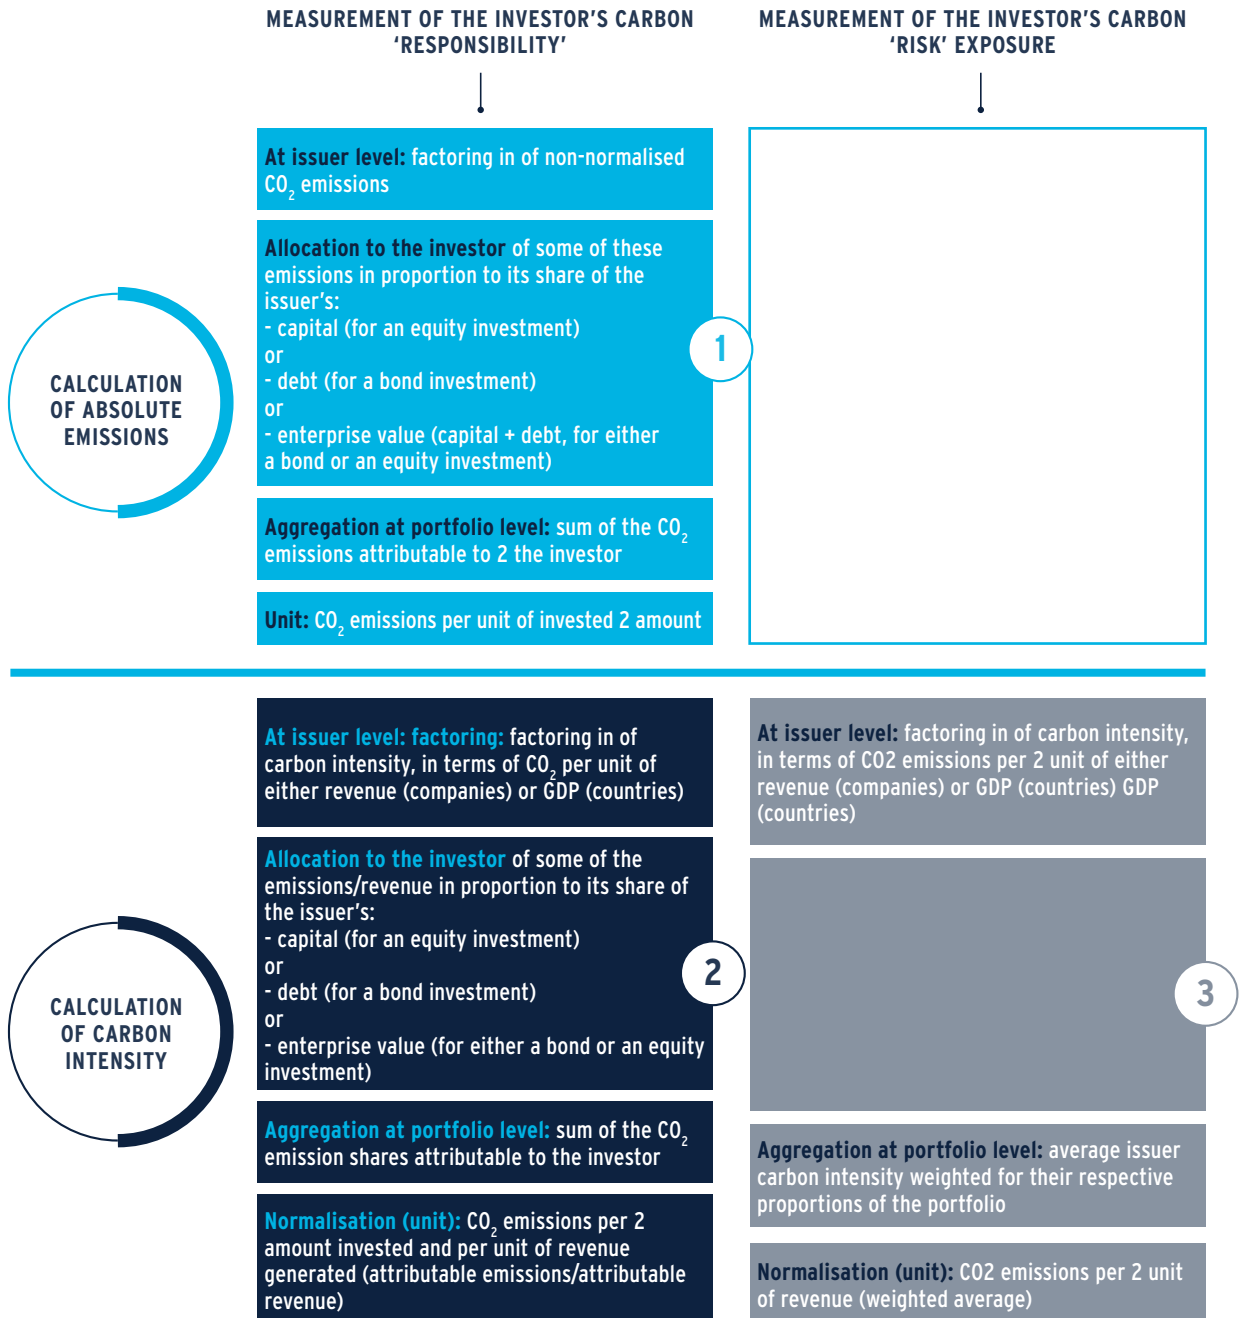 MEASUREMENT OF THE INVESTOR’S CARBON
‘RESPONSIBILITY’
MEASUREMENT OF THE INVESTOR’S CARBON
‘RISK’ EXPOSURE
CALCULATION
OF ABSOLUTE
EMISSIONS
At issuer level: factoring in of non-normalised
CO₂ emissions
Allocation to the investor of some of these
emissions in proportion to its share of the
issuer’s:
- capital (for an equity investment)
or
- debt (for a bond investment)
or
- enterprise value (capital + debt, for either
a bond or an equity investment)
1
Aggregation at portfolio level: sum of the CO₂
emissions attributable to 2 the investor
Unit: CO₂ emissions per unit of invested 2 amount
CALCULATION
OF CARBON
INTENSITY
At issuer level: factoring: factoring in of
carbon intensity, in terms of CO₂ per unit of
either revenue (companies) or GDP (countries)
Allocation to the investor of some of the
emissions/revenue in proportion to its share of
the issuer’s:
- capital (for an equity investment)
or
- debt (for a bond investment)
or
- enterprise value (for either a bond or an equity
investment)
2
Aggregation at portfolio level: sum of the CO₂
emission shares attributable to the investor
Normalisation (unit): CO₂ emissions per 2
amount invested and per unit of revenue
generated (attributable emissions/attributable
revenue)
At issuer level: factoring in of carbon intensity,
in terms of CO2 emissions per 2 unit of either
revenue (companies) or GDP (countries) GDP
(countries)
3
Aggregation at portfolio level: average issuer
carbon intensity weighted for their respective
proportions of the portfolio
Normalisation (unit): CO2 emissions per 2 unit
of revenue (weighted average)